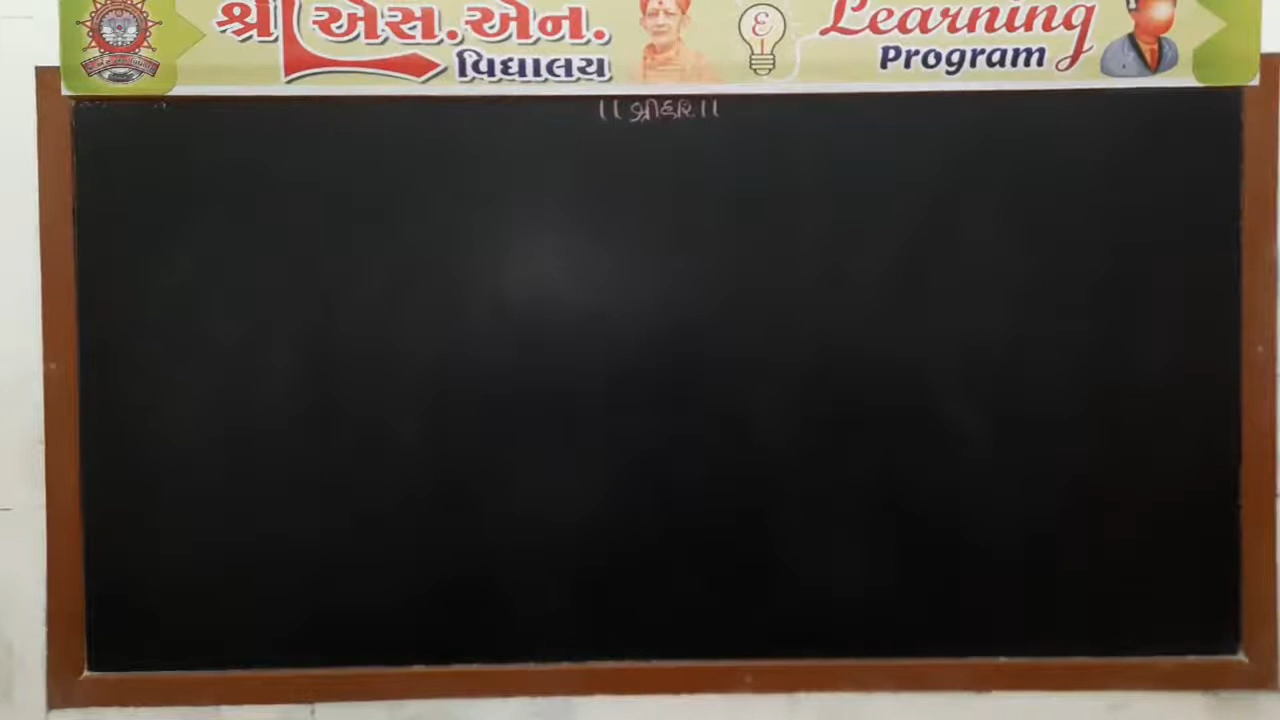 શ્રી એસ.એન.
વિદ્યાલય
Learning
Program
।। શ્રીહરિ ।।